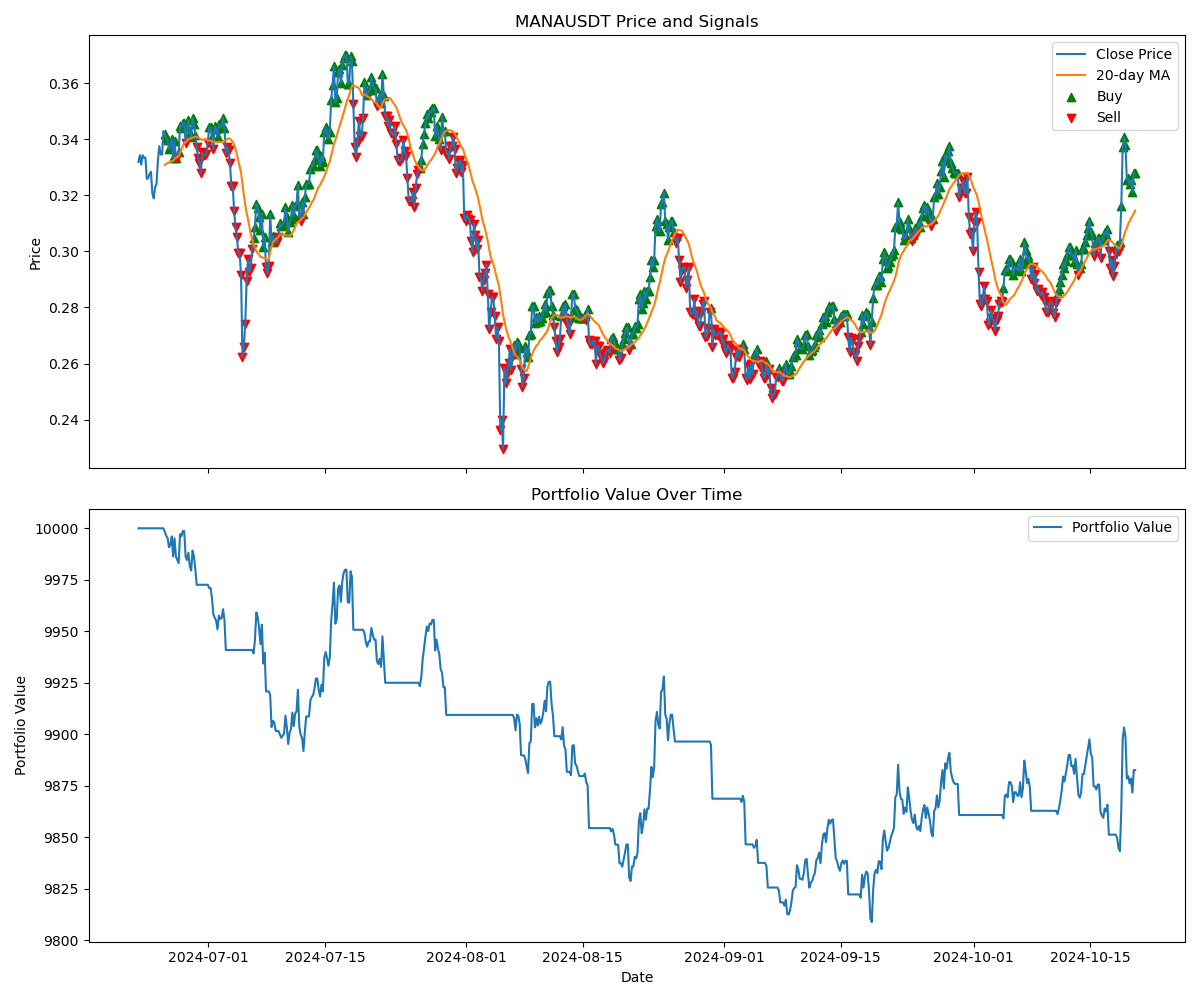 MANAUSDT Price and Signals
Close Price
20-day MA
Buy
Sell
Price
0.36
0.34
0.32
0.30
0.28
0.26
0.24
Portfolio Value Over Time
Portfolio Value
Portfolio Value
10000
9975
9950
9925
9900
9875
9850
9825
9800
2024-07-01
2024-07-15
2024-08-01
2024-08-15
2024-09-01
2024-09-15
2024-10-01
2024-10-15
Date